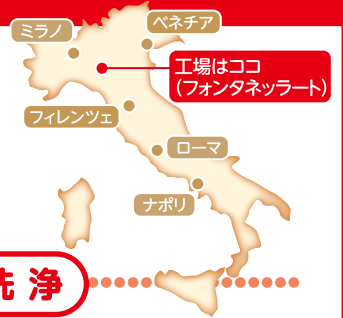 ミラノ
ベネチア
工場はココ
(フォンタネッラート)
フィレンツェ
ローマ
ナポリ
洗浄